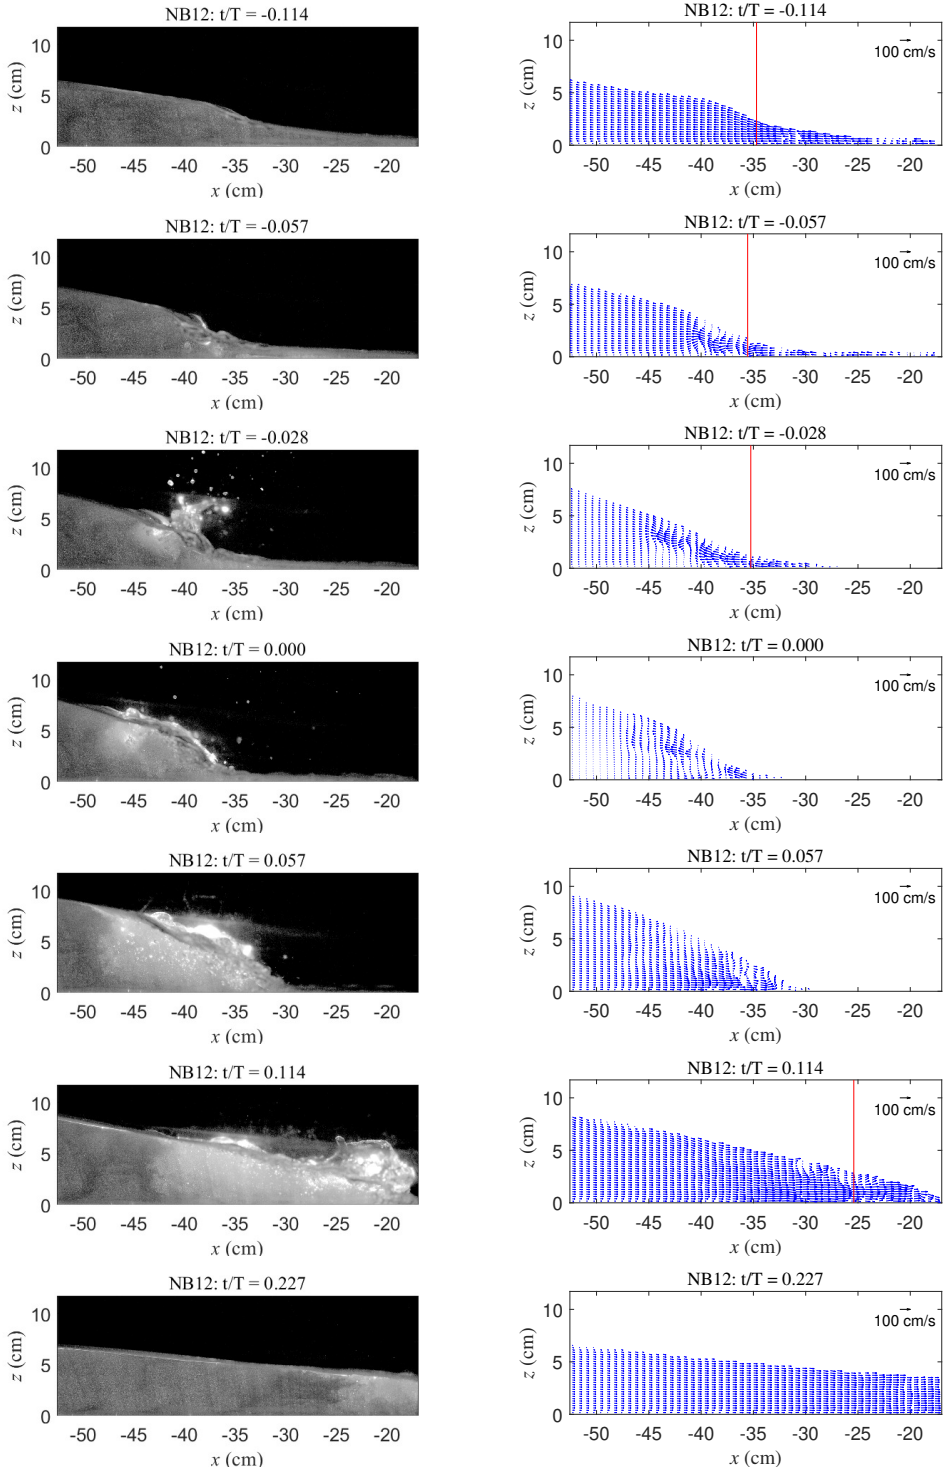 NB12: t/T = -0.114
10
5
0
z (cm)
-50 -45 -40 -35 -30 -25 -20
x (cm)
NB12: t/T = -0.114
100 cm/s
10
5
0
z (cm)
-50 -45 -40 -35 -30 -25 -20
x (cm)
NB12: t/T = -0.057
10
5
0
z (cm)
-50 -45 -40 -35 -30 -25 -20
x (cm)
NB12: t/T = -0.057
100 cm/s
10
5
0
z (cm)
-50 -45 -40 -35 -30 -25 -20
x (cm)
NB12: t/T = -0.028
10
5
0
z (cm)
-50 -45 -40 -35 -30 -25 -20
x (cm)
NB12: t/T = -0.028
100 cm/s
10
5
0
z (cm)
-50 -45 -40 -35 -30 -25 -20
x (cm)
NB12: t/T = 0.000
10
5
0
z (cm)
-50 -45 -40 -35 -30 -25 -20
x (cm)
NB12: t/T = 0.000
100 cm/s
10
5
0
z (cm)
-50 -45 -40 -35 -30 -25 -20
x (cm)
NB12: t/T = 0.057
10
5
0
z (cm)
-50 -45 -40 -35 -30 -25 -20
x (cm)
NB12: t/T = 0.057
100 cm/s
10
5
0
z (cm)
-50 -45 -40 -35 -30 -25 -20
x (cm)
NB12: t/T = 0.114
10
5
0
z (cm)
-50 -45 -40 -35 -30 -25 -20
x (cm)
NB12: t/T = 0.114
100 cm/s
10
5
0
z (cm)
-50 -45 -40 -35 -30 -25 -20
x (cm)
NB12: t/T = 0.227
10
5
0
z (cm)
-50 -45 -40 -35 -30 -25 -20
x (cm)
NB12: t/T = 0.227
100 cm/s
10
5
0
z (cm)
-50 -45 -40 -35 -30 -25 -20
x (cm)